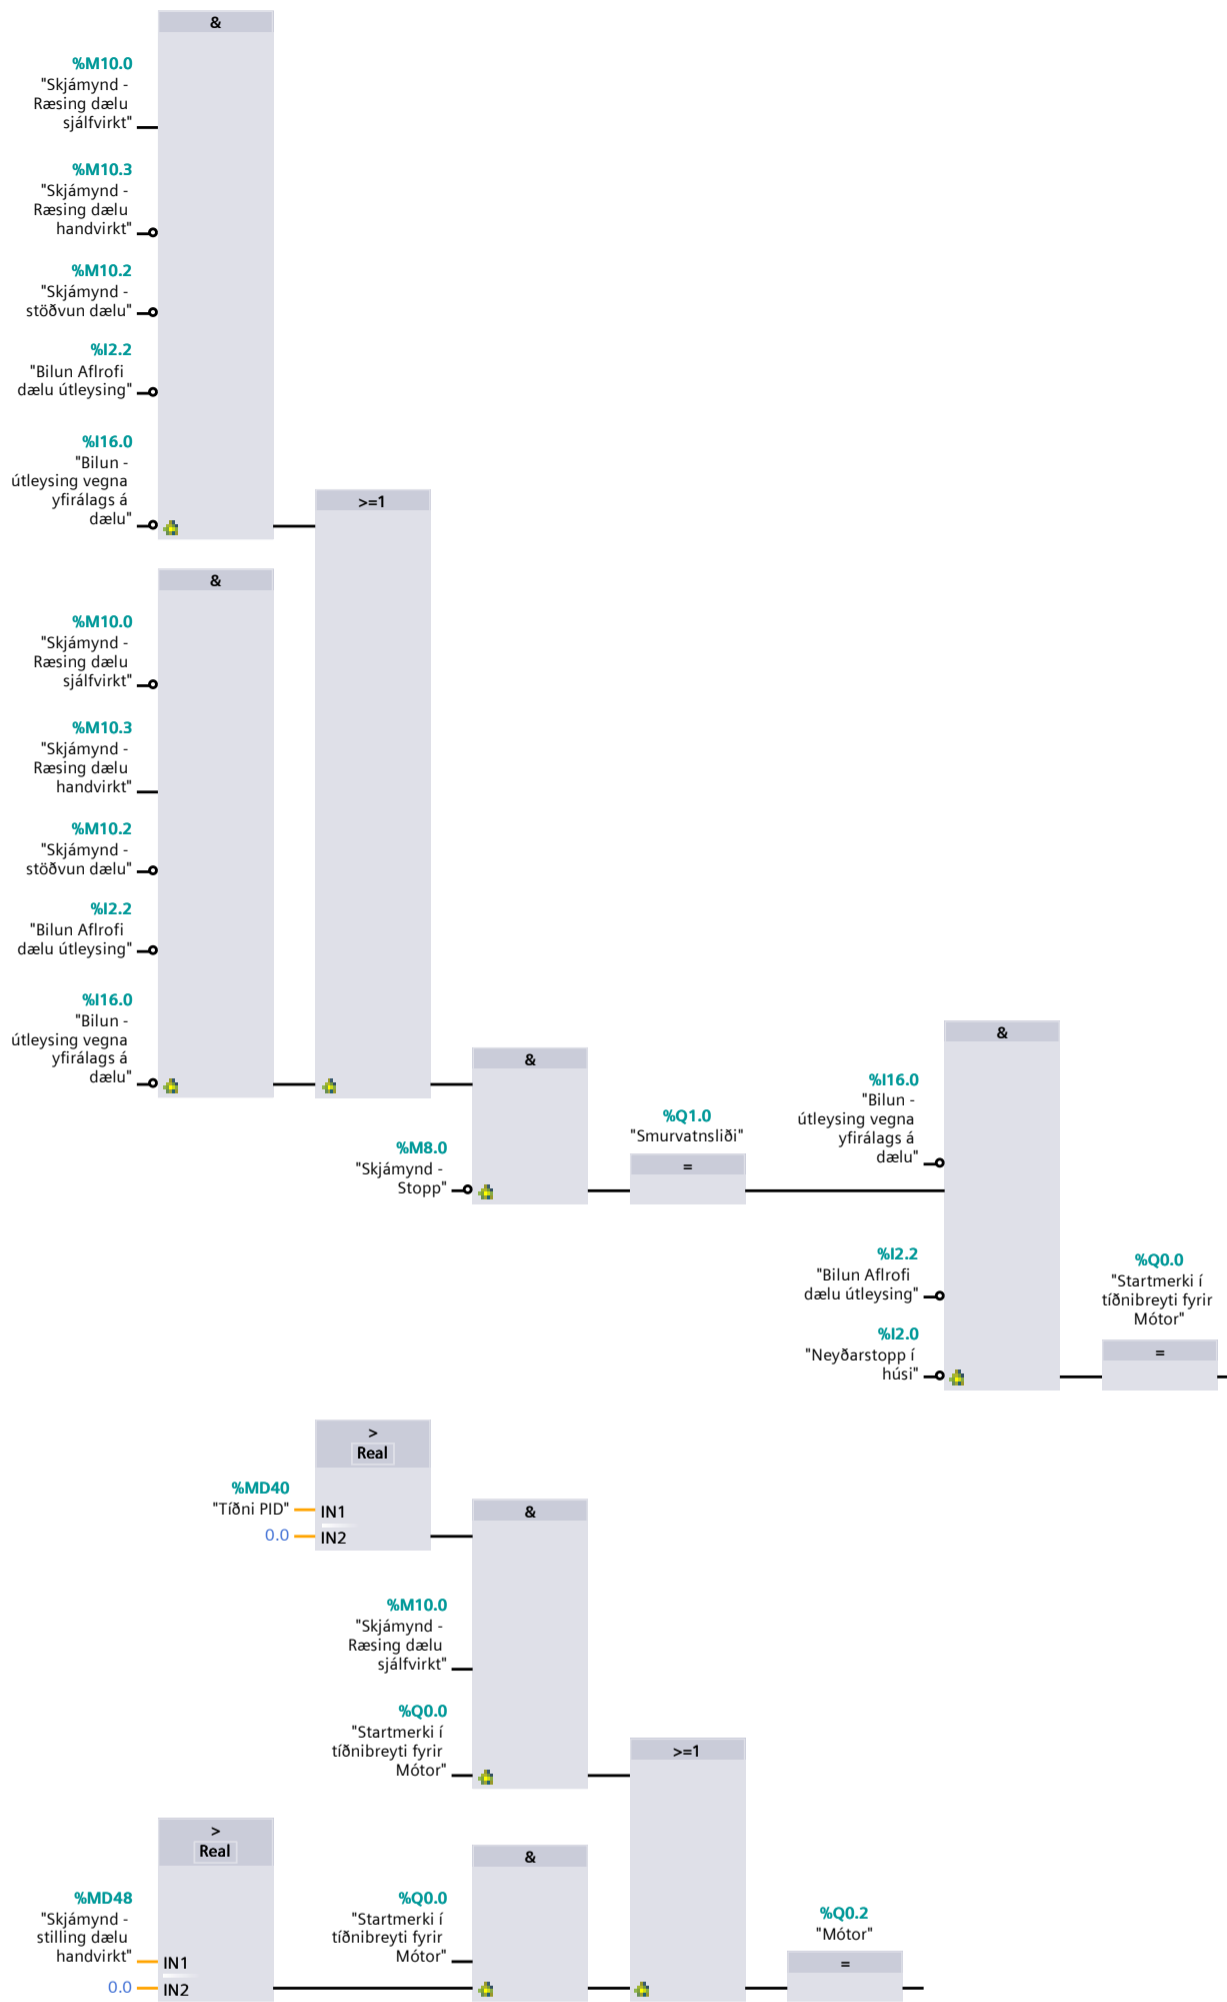 &
%M10.0
"Skjámynd -
Ræsing dælu
sjálfvirkt"
%M10.3
"Skjámynd -
Ræsing dælu
handvirkt"
%M10.2
"Skjámynd -
stöðvun dælu"
%I2.2
"Bilun Aflrofi
dælu útleysing"
%I16.0
"Bilun -
útleysing vegna
yfirálags á
dælu"
>=1
&
%M10.0
"Skjámynd -
Ræsing dælu
sjálfvirkt"
%M10.3
"Skjámynd -
Ræsing dælu
handvirkt"
%M10.2
"Skjámynd -
stöðvun dælu"
%I2.2
"Bilun Aflrofi
dælu útleysing"
%I16.0
"Bilun -
útleysing vegna
yfirálags á
dælu"
&
%M8.0
"Skjámynd -
Stopp"
%Q1.0
"Smurvatnsliði"
=
&
%I16.0
"Bilun -
útleysing vegna
yfirálags á
dælu"
%I2.2
"Bilun Aflrofi
dælu útleysing"
%I2.0
"Neyðarstopp í
húsi"
%Q0.0
"Startmerki í
tíðnibreyti fyrir
Mótor"
=
>
Real
%MD40
"Tíðni PID"
IN1
0.0
IN2
&
%M10.0
"Skjámynd -
Ræsing dælu
sjálfvirkt"
%Q0.0
"Startmerki í
tíðnibreyti fyrir
Mótor"
>=1
>
Real
%MD48
"Skjámynd -
stilling dælu
handvirkt"
IN1
0.0
IN2
&
%Q0.0
"Startmerki í
tíðnibreyti fyrir
Mótor"
%Q0.2
"Mótor"
=